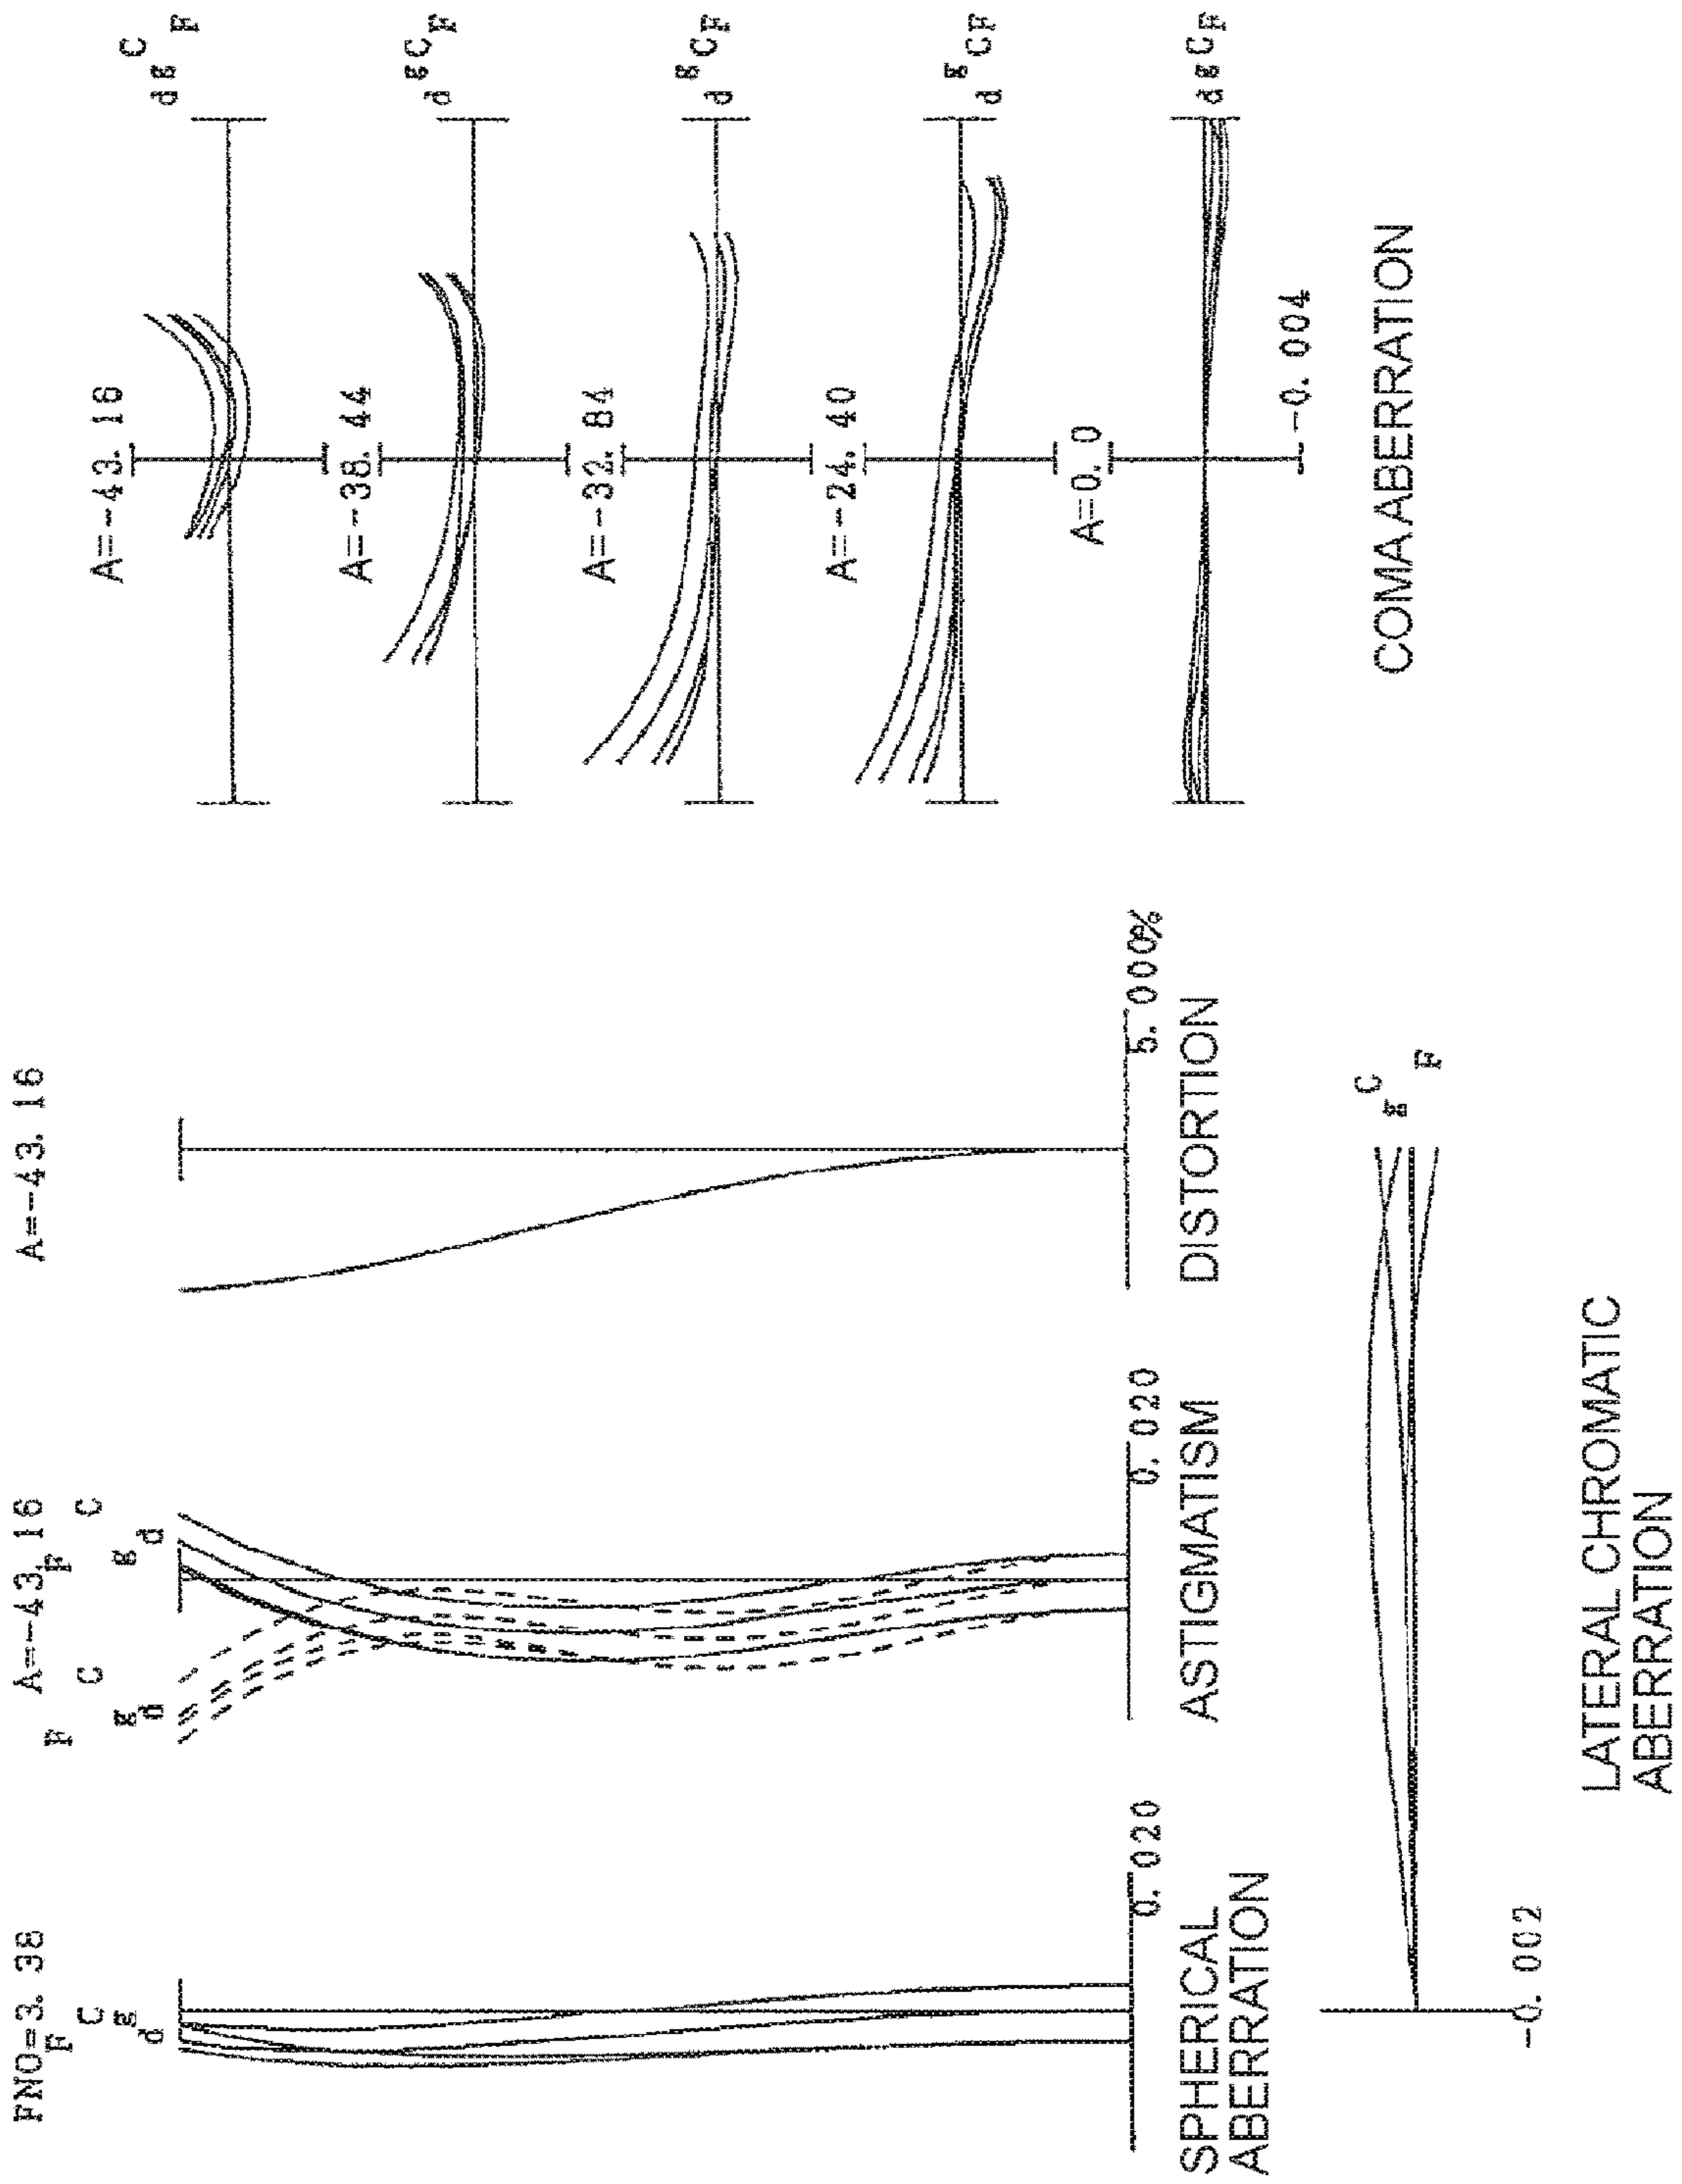 FNO=3. 38
F
C
g
d
0. 020
SPHERICAL
ABERRATION
A=-43. 16
F
C
g
d
F
C
g
d
0. 020
ASTIGMATISM
A=-43. 16
5. 000%
DISTORTION
A=-43. 16
C
d g
F
A=-38. 44
g C
d F
A=-32. 84
g C F
d
A=-24. 40
g C F
d
A=0. 0
d g C F
-0. 004
COMA ABERRATION
C
g
F
-0. 002
LATERAL CHROMATIC
ABERRATION